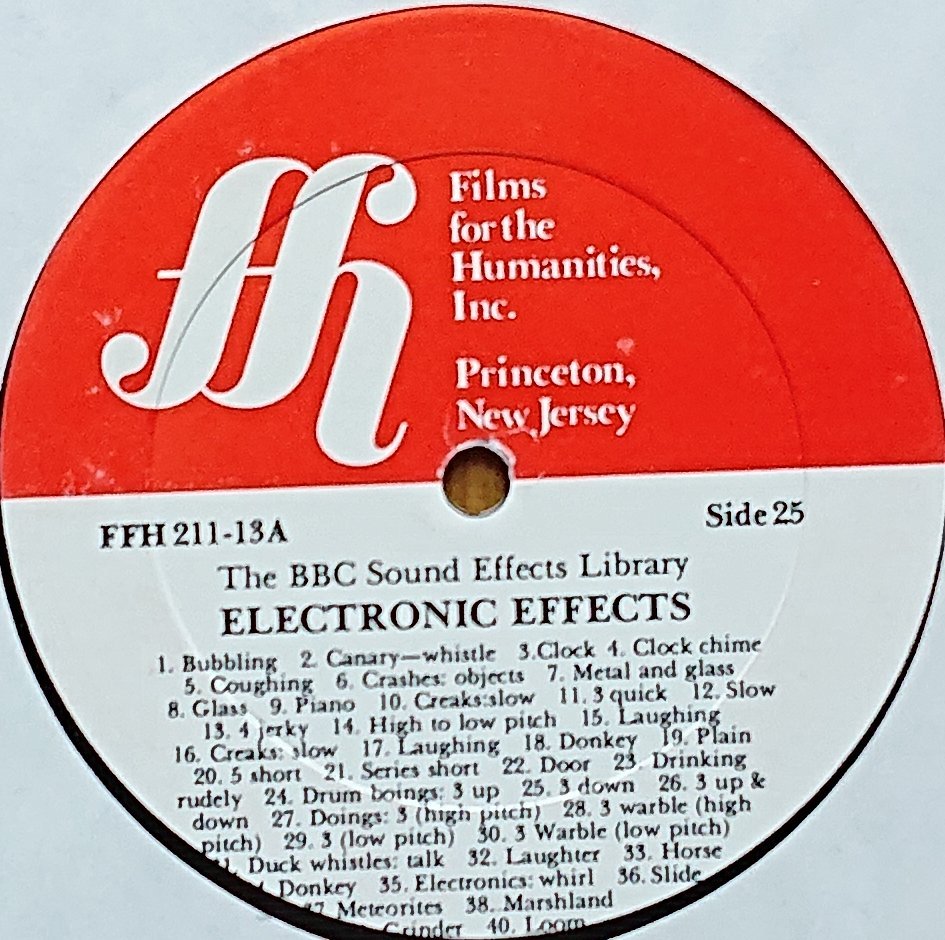 ffh
Films
for the
Humanities,
Inc.
Princeton,
New Jersey
FFH 211-13A
Side 25
The BBC Sound Effects Library
ELECTRONIC EFFECTS
1. Bubbling 2. Canary—whistle 3.Clock 4. Clock chime
5. Coughing 6. Crashes: objects 7. Metal and glass
8. Glass 9. Piano 10. Creaks:slow 11. 3 quick 12. Slow
13. 4 jerky 14. High to low pitch 15. Laughing
16. Creaks: slow 17. Laughing 18. Donkey 19. Plain
20. 5 short 21. Series short 22. Door 23. Drinking
rudely 24. Drum boings: 3 up 25. 3 down 26. 3 up &
down 27. Doings: 3 (high pitch) 28. 3 warble (high
pitch) 29. 3 (low pitch) 30. 3 Warble (low pitch)
Duck whistles: talk 32. Laughter 33. Horse
Donkey 35. Electronics: whirl 36. Slide
Meteorites 38. Marshland
Grinder 40. Loom